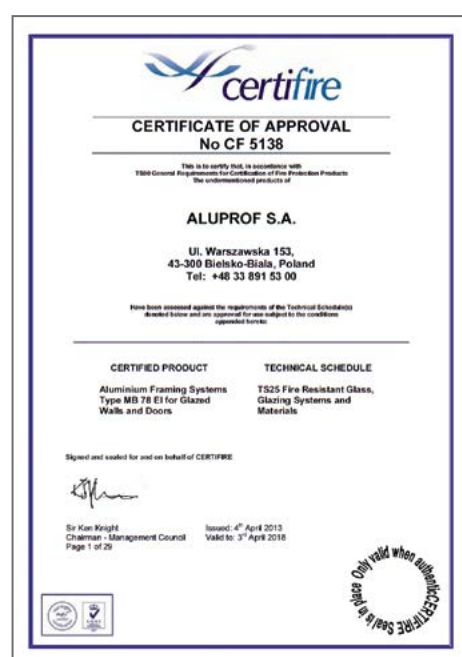 certifire
CERTIFICATE OF APPROVAL
No CF 5138
This is to certify that, in accordance with
TS00 General Requirements for Certification of Fire Protection Products
The undermentioned products of
ALUPROF S.A.
Ul. Warszawska 153,
43-300 Bielsko-Biala, Poland
Tel: +48 33 891 53 00
Have been assessed against the requirements of the Technical Schedule(s)
denoted below and are approved for use subject to the conditions
appended hereto:
CERTIFIED PRODUCT
Aluminium Framing Systems
Type MB 78 EI for Glazed
Walls and Doors
TECHNICAL SCHEDULE
TS25 Fire Resistant Glass,
Glazing Systems and
Materials
Signed and sealed for and on behalf of CERTIFIRE
Sir Ken Knight
Chairman - Management Council
Page 1 of 29
Issued: 4th April 2013
Valid to: 3rd April 2018
Only valid when authentic CERTIFIRE Seal is in place